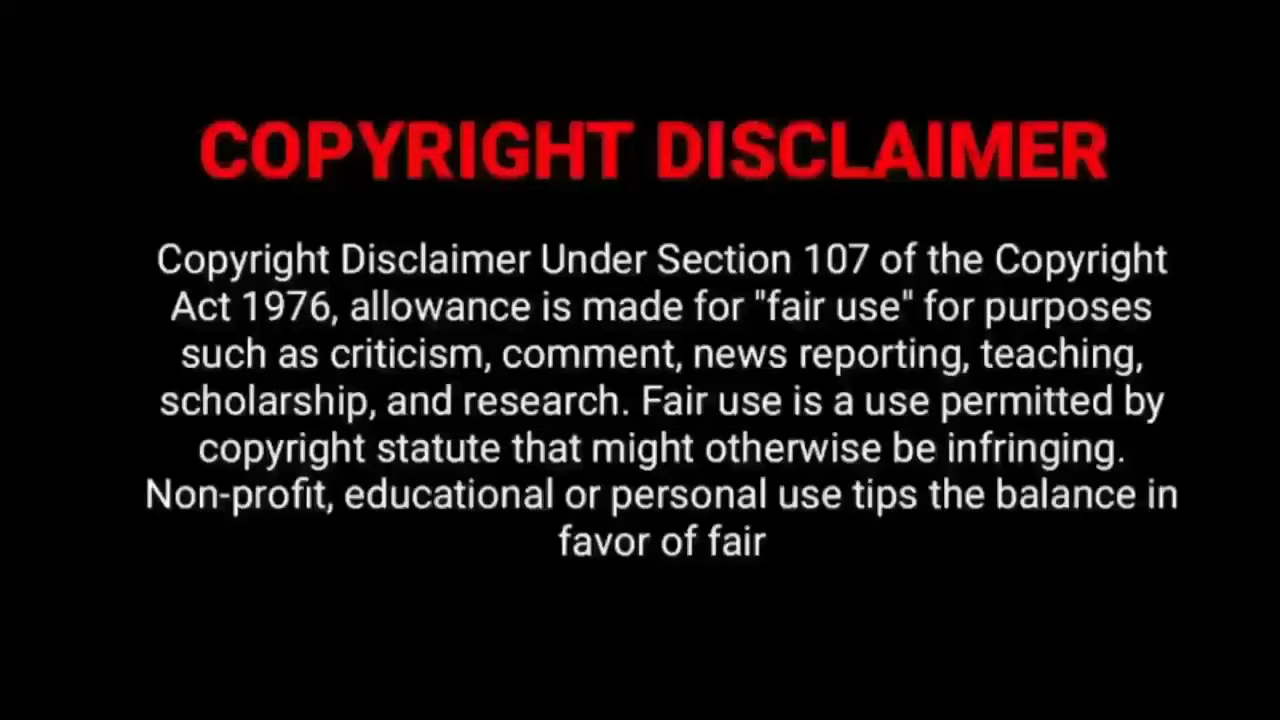 COPYRIGHT DISCLAIMER
Copyright Disclaimer Under Section 107 of the Copyright
Act 1976, allowance is made for "fair use" for purposes
such as criticism, comment, news reporting, teaching,
scholarship, and research. Fair use is a use permitted by
copyright statute that might otherwise be infringing.
Non-profit, educational or personal use tips the balance in
favor of fair